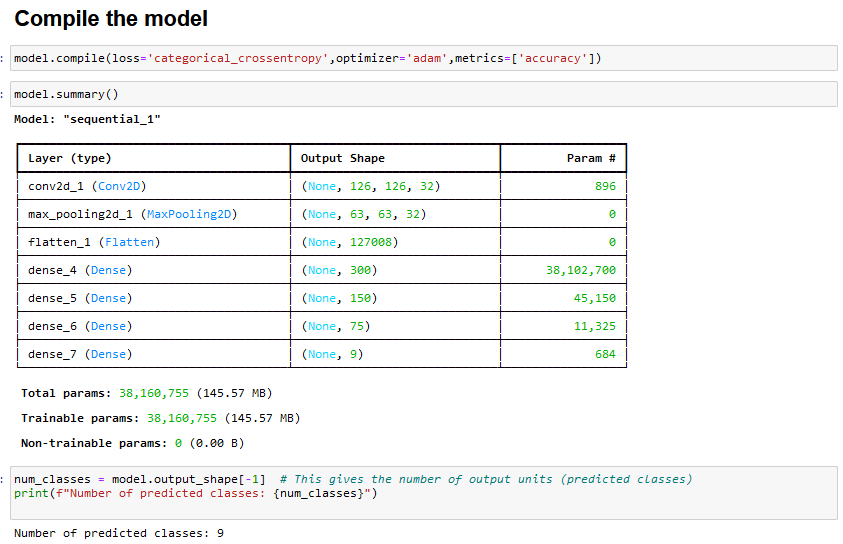 Compile the model
: model.compile(loss='categorical_crossentropy',optimizer='adam',metrics=['accuracy'])
: model.summary()
Model: "sequential_1"
Layer (type) Output Shape Param #
conv2d_1 (Conv2D) (None, 126, 126, 32) 896
max_pooling2d_1 (MaxPooling2D) (None, 63, 63, 32) 0
flatten_1 (Flatten) (None, 127008) 0
dense_4 (Dense) (None, 300) 38,102,700
dense_5 (Dense) (None, 150) 45,150
dense_6 (Dense) (None, 75) 11,325
dense_7 (Dense) (None, 9) 684
Total params: 38,160,755 (145.57 MB)
Trainable params: 38,160,755 (145.57 MB)
Non-trainable params: 0 (0.00 B)
: num_classes = model.output_shape[-1]  # This gives the number of output units (predicted classes)
print(f"Number of predicted classes: {num_classes}")
Number of predicted classes: 9